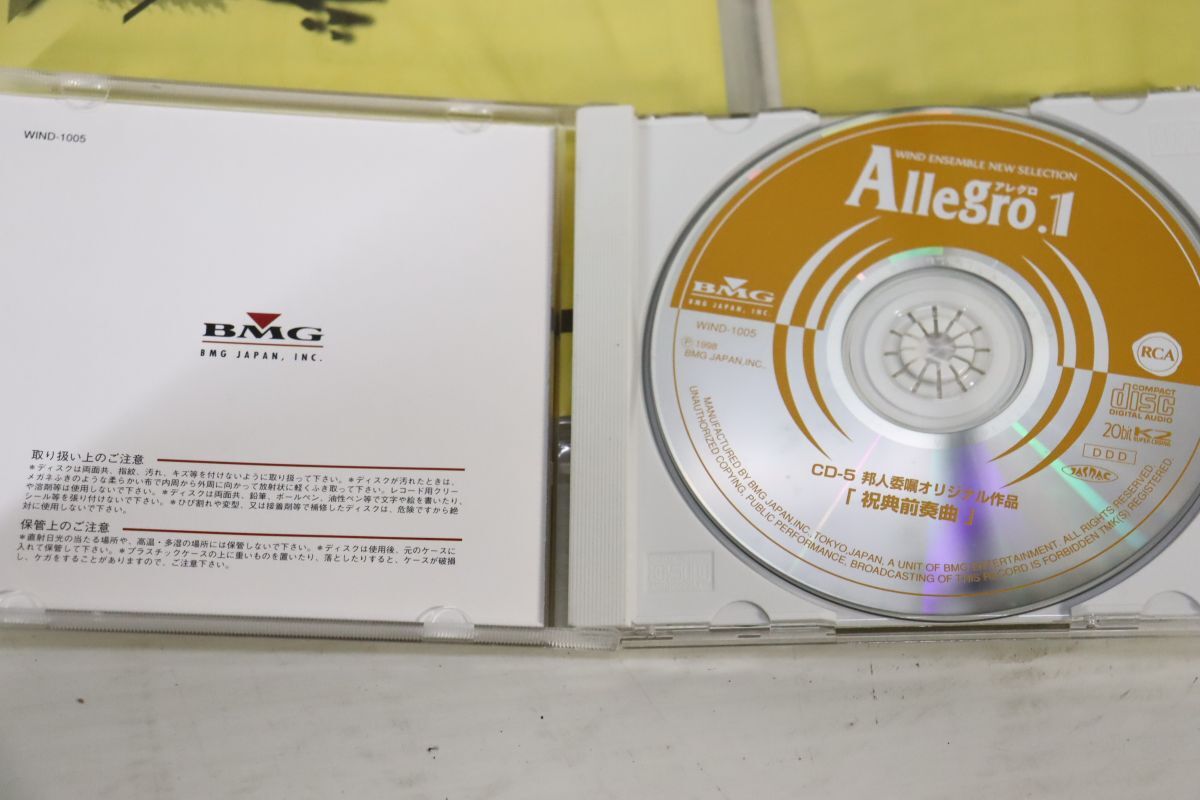 WIND-1005
BMG
BMG JAPAN, INC.
取り扱い上のご注意
＊ディスクは両面共、指紋、汚れ、キズ等を付けないように取り扱って下さい。＊ディスクが汚れたときは、
メガネふきのような柔らかい布で内周から外周に向かって放射状に軽くふき取って下さい。レコード用クリー
や溶剤等は使用しないで下さい。＊ディスクは両面共、鉛筆、ボールペン、油性ペン等で文字や絵を書いたり、
シール等を張り付けないで下さい。＊ひび割れや変型、又は接着剤等で補修したディスクは、危険ですから絶
対に使用しないで下さい。
保管上のご注意
＊直射日光の当たる場所や、高温・多湿の場所には保管しないで下さい。＊ディスクは使用後、元のケースに
入れて保管して下さい。＊プラスチックケースの上に重いものを置いたり、落としたりすると、ケースが破損
し、ケガをすることがありますので、ご注意下さい。
WIND ENSEMBLE NEW SELECTION
アレグロ
Allegro.1
BMG
BMG JAPAN, INC.
WIND-1005
Ⓟ1998
BMG JAPAN,INC.
RCA
COMPACT
disc
DIGITAL AUDIO
20bit K2
SUPER CODING
DDD
JASRAC
CD-5 邦人委嘱オリジナル作品
「祝典前奏曲」
MANUFACTURED BY BMG JAPAN INC. TOKYO JAPAN, A UNIT OF BMG ENTERTAINMENT. ALL RIGHTS RESERVED.
UNAUTHORIZED COPYING, PUBLIC PERFORMANCE, BROADCASTING OF THIS RECORD IS FORBIDDEN TMK(S) REGISTERED.